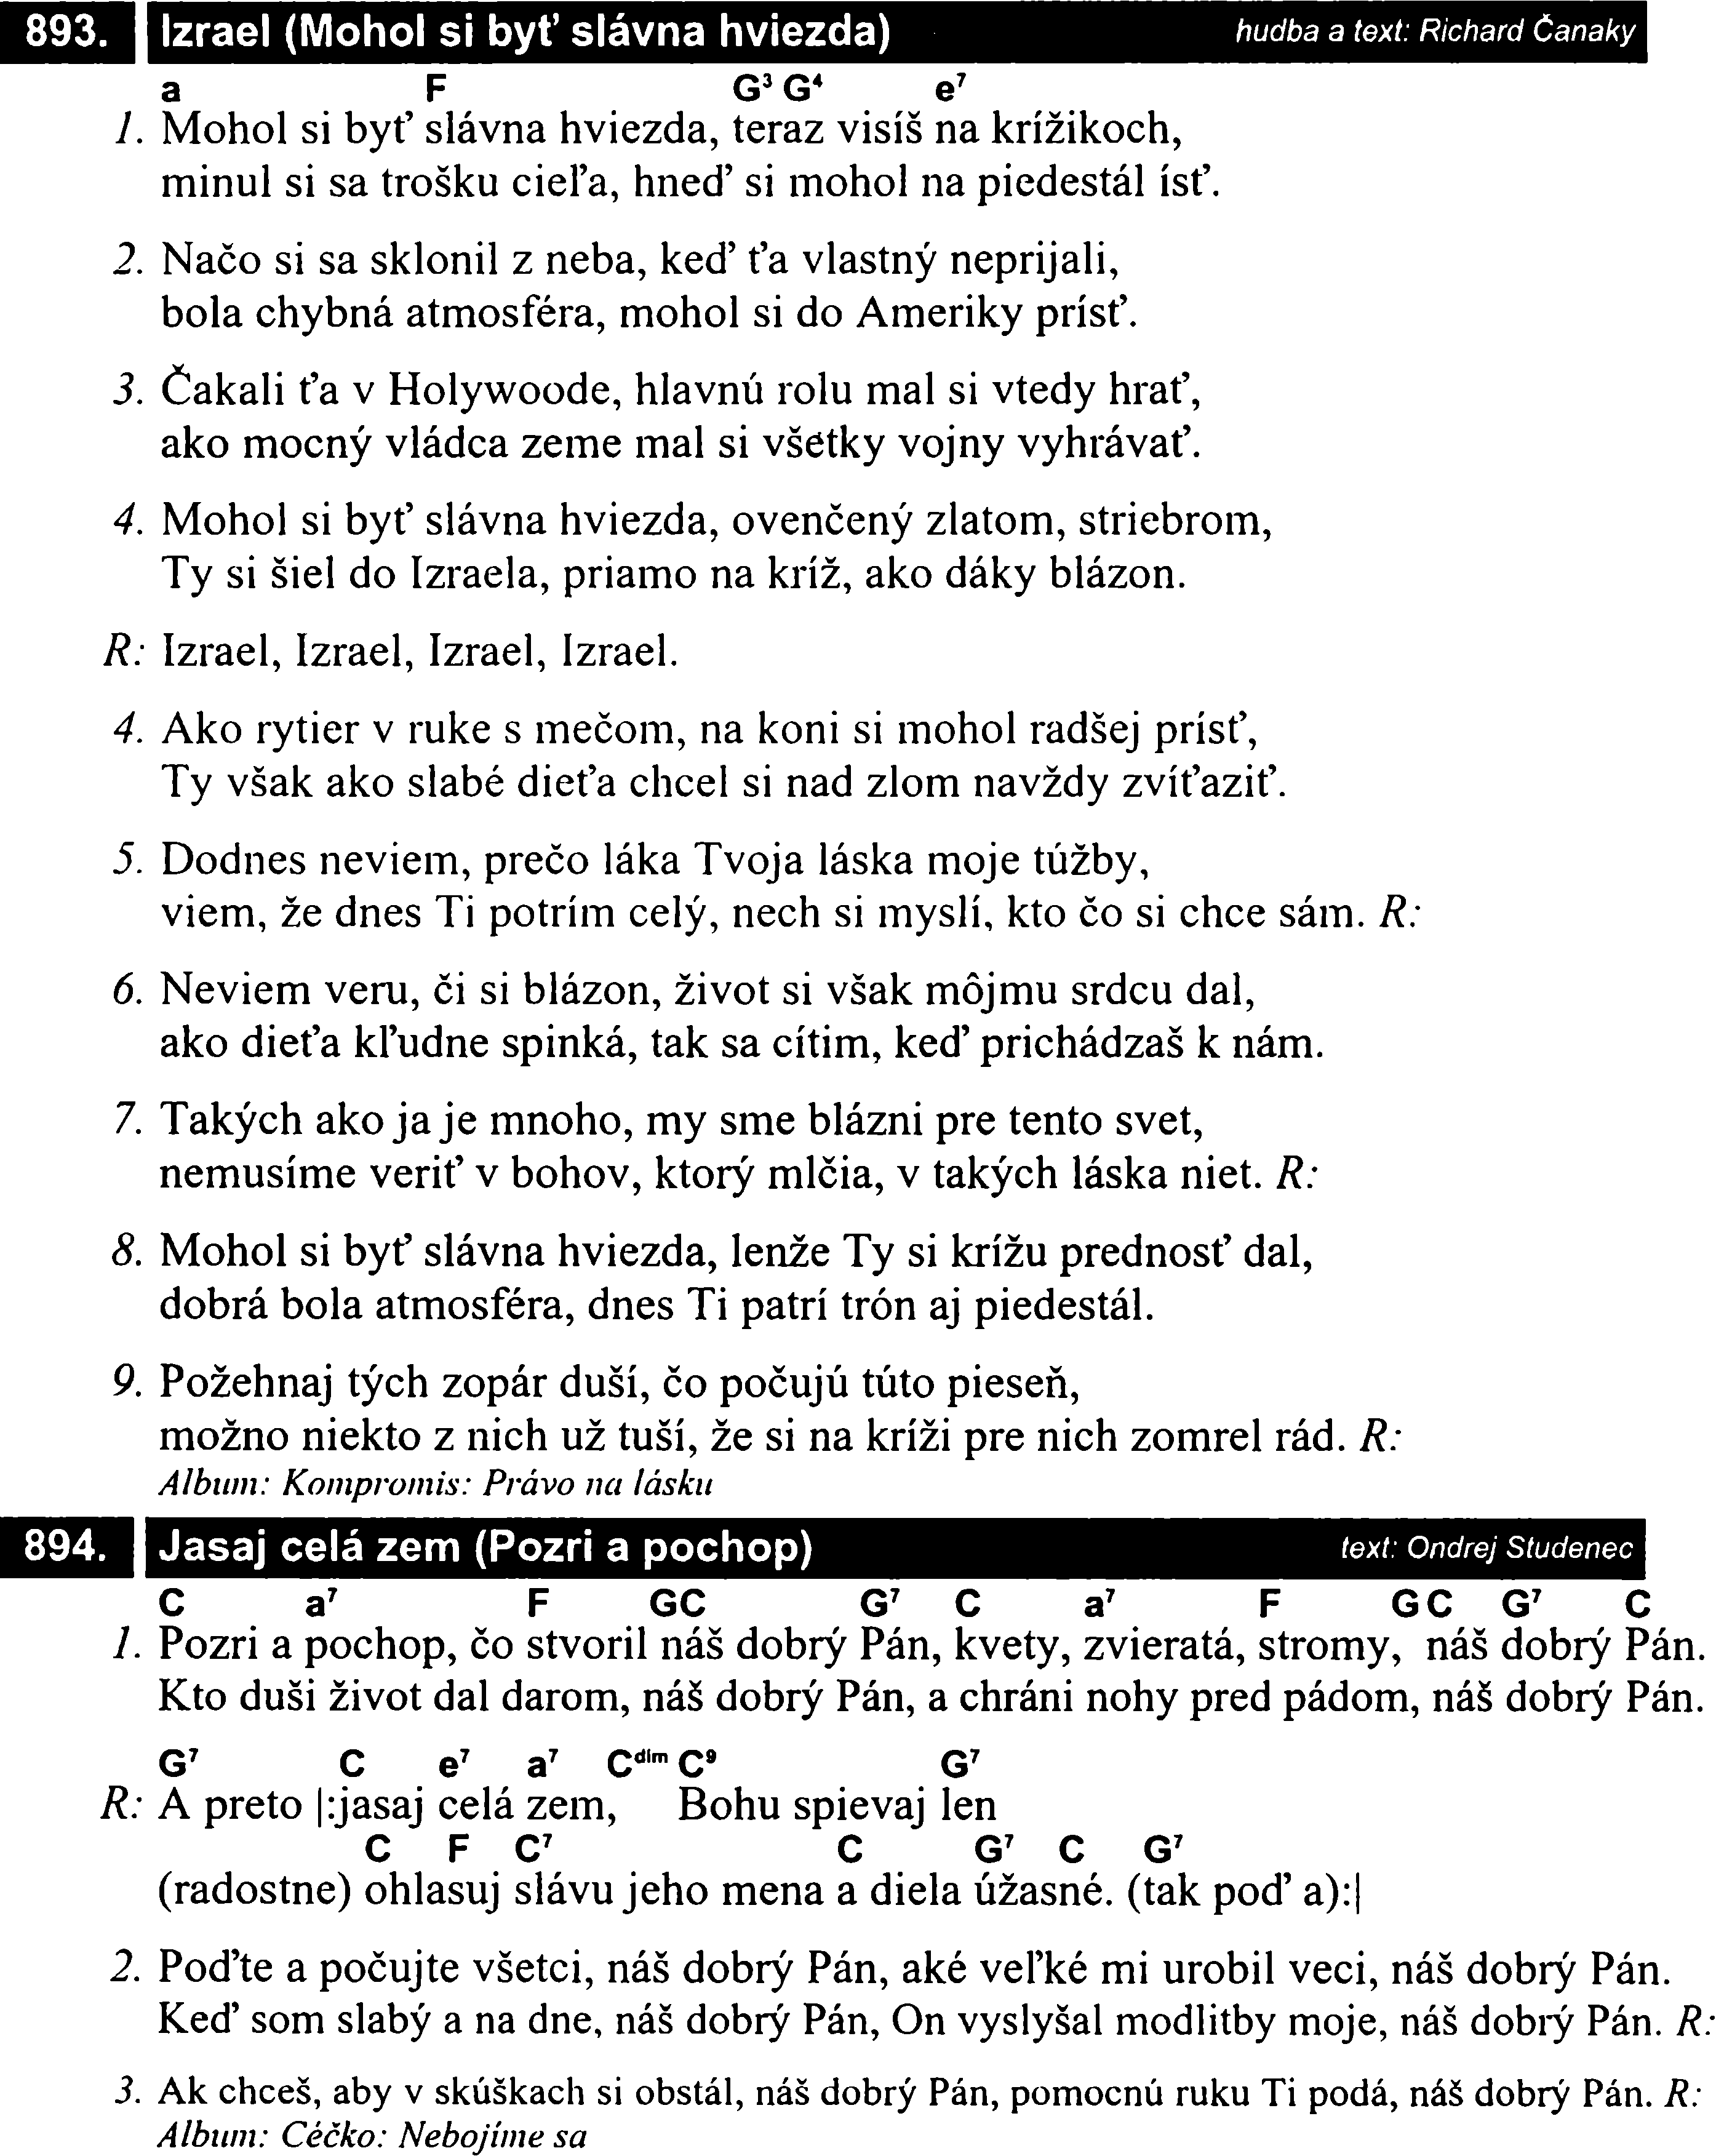 893. Izrael (Mohol si byť slávna hviezda) hudba a text: Richard Čanaky
a F G³ G⁴ e⁷
1. Mohol si byť slávna hviezda, teraz visíš na krížikoch,
minul si sa trošku cieľa, hneď si mohol na piedestál ísť.
2. Načo si sa sklonil z neba, keď ťa vlastný neprijali,
bola chybná atmosféra, mohol si do Ameriky prísť.
3. Čakali ťa v Holywoode, hlavnú rolu mal si vtedy hrať,
ako mocný vládca zeme mal si všetky vojny vyhrávať.
4. Mohol si byť slávna hviezda, ovenčený zlatom, striebrom,
Ty si šiel do Izraela, priamo na kríž, ako dáky blázon.
R: Izrael, Izrael, Izrael, Izrael.
4. Ako rytier v ruke s mečom, na koni si mohol radšej prísť,
Ty však ako slabé dieťa chcel si nad zlom navždy zvíťaziť.
5. Dodnes neviem, prečo láka Tvoja láska moje túžby,
viem, že dnes Ti potrím celý, nech si myslí, kto čo si chce sám. R:
6. Neviem veru, či si blázon, život si však môjmu srdcu dal,
ako dieťa kľudne spinká, tak sa cítim, keď prichádzaš k nám.
7. Takých ako ja je mnoho, my sme blázni pre tento svet,
nemusíme veriť v bohov, ktorý mlčia, v takých láska niet. R:
8. Mohol si byť slávna hviezda, lenže Ty si krížu prednosť dal,
dobrá bola atmosféra, dnes Ti patrí trón aj piedestál.
9. Požehnaj tých zopár duší, čo počujú túto pieseň,
možno niekto z nich už tuší, že si na kríži pre nich zomrel rád. R:
Album: Kompromis: Právo na lásku
894. Jasaj celá zem (Pozri a pochop) text: Ondrej Studenec
C a⁷ F GC G⁷ C a⁷ F GC G⁷ C
1. Pozri a pochop, čo stvoril náš dobrý Pán, kvety, zvieratá, stromy, náš dobrý Pán.
Kto duši život dal darom, náš dobrý Pán, a chráni nohy pred pádom, náš dobrý Pán.
G⁷ C e⁷ a⁷ Cdim C⁹ G⁷
R: A preto |:jasaj celá zem, Bohu spievaj len
C F C⁷ C G⁷ C G⁷
(radostne) ohlasuj slávu jeho mena a diela úžasné. (tak poď a):|
2. Poďte a počujte všetci, náš dobrý Pán, aké veľké mi urobil veci, náš dobrý Pán.
Keď som slabý a na dne, náš dobrý Pán, On vyslyšal modlitby moje, náš dobrý Pán. R:
3. Ak chceš, aby v skúškach si obstál, náš dobrý Pán, pomocnú ruku Ti podá, náš dobrý Pán. R:
Album: Céčko: Nebojíme sa